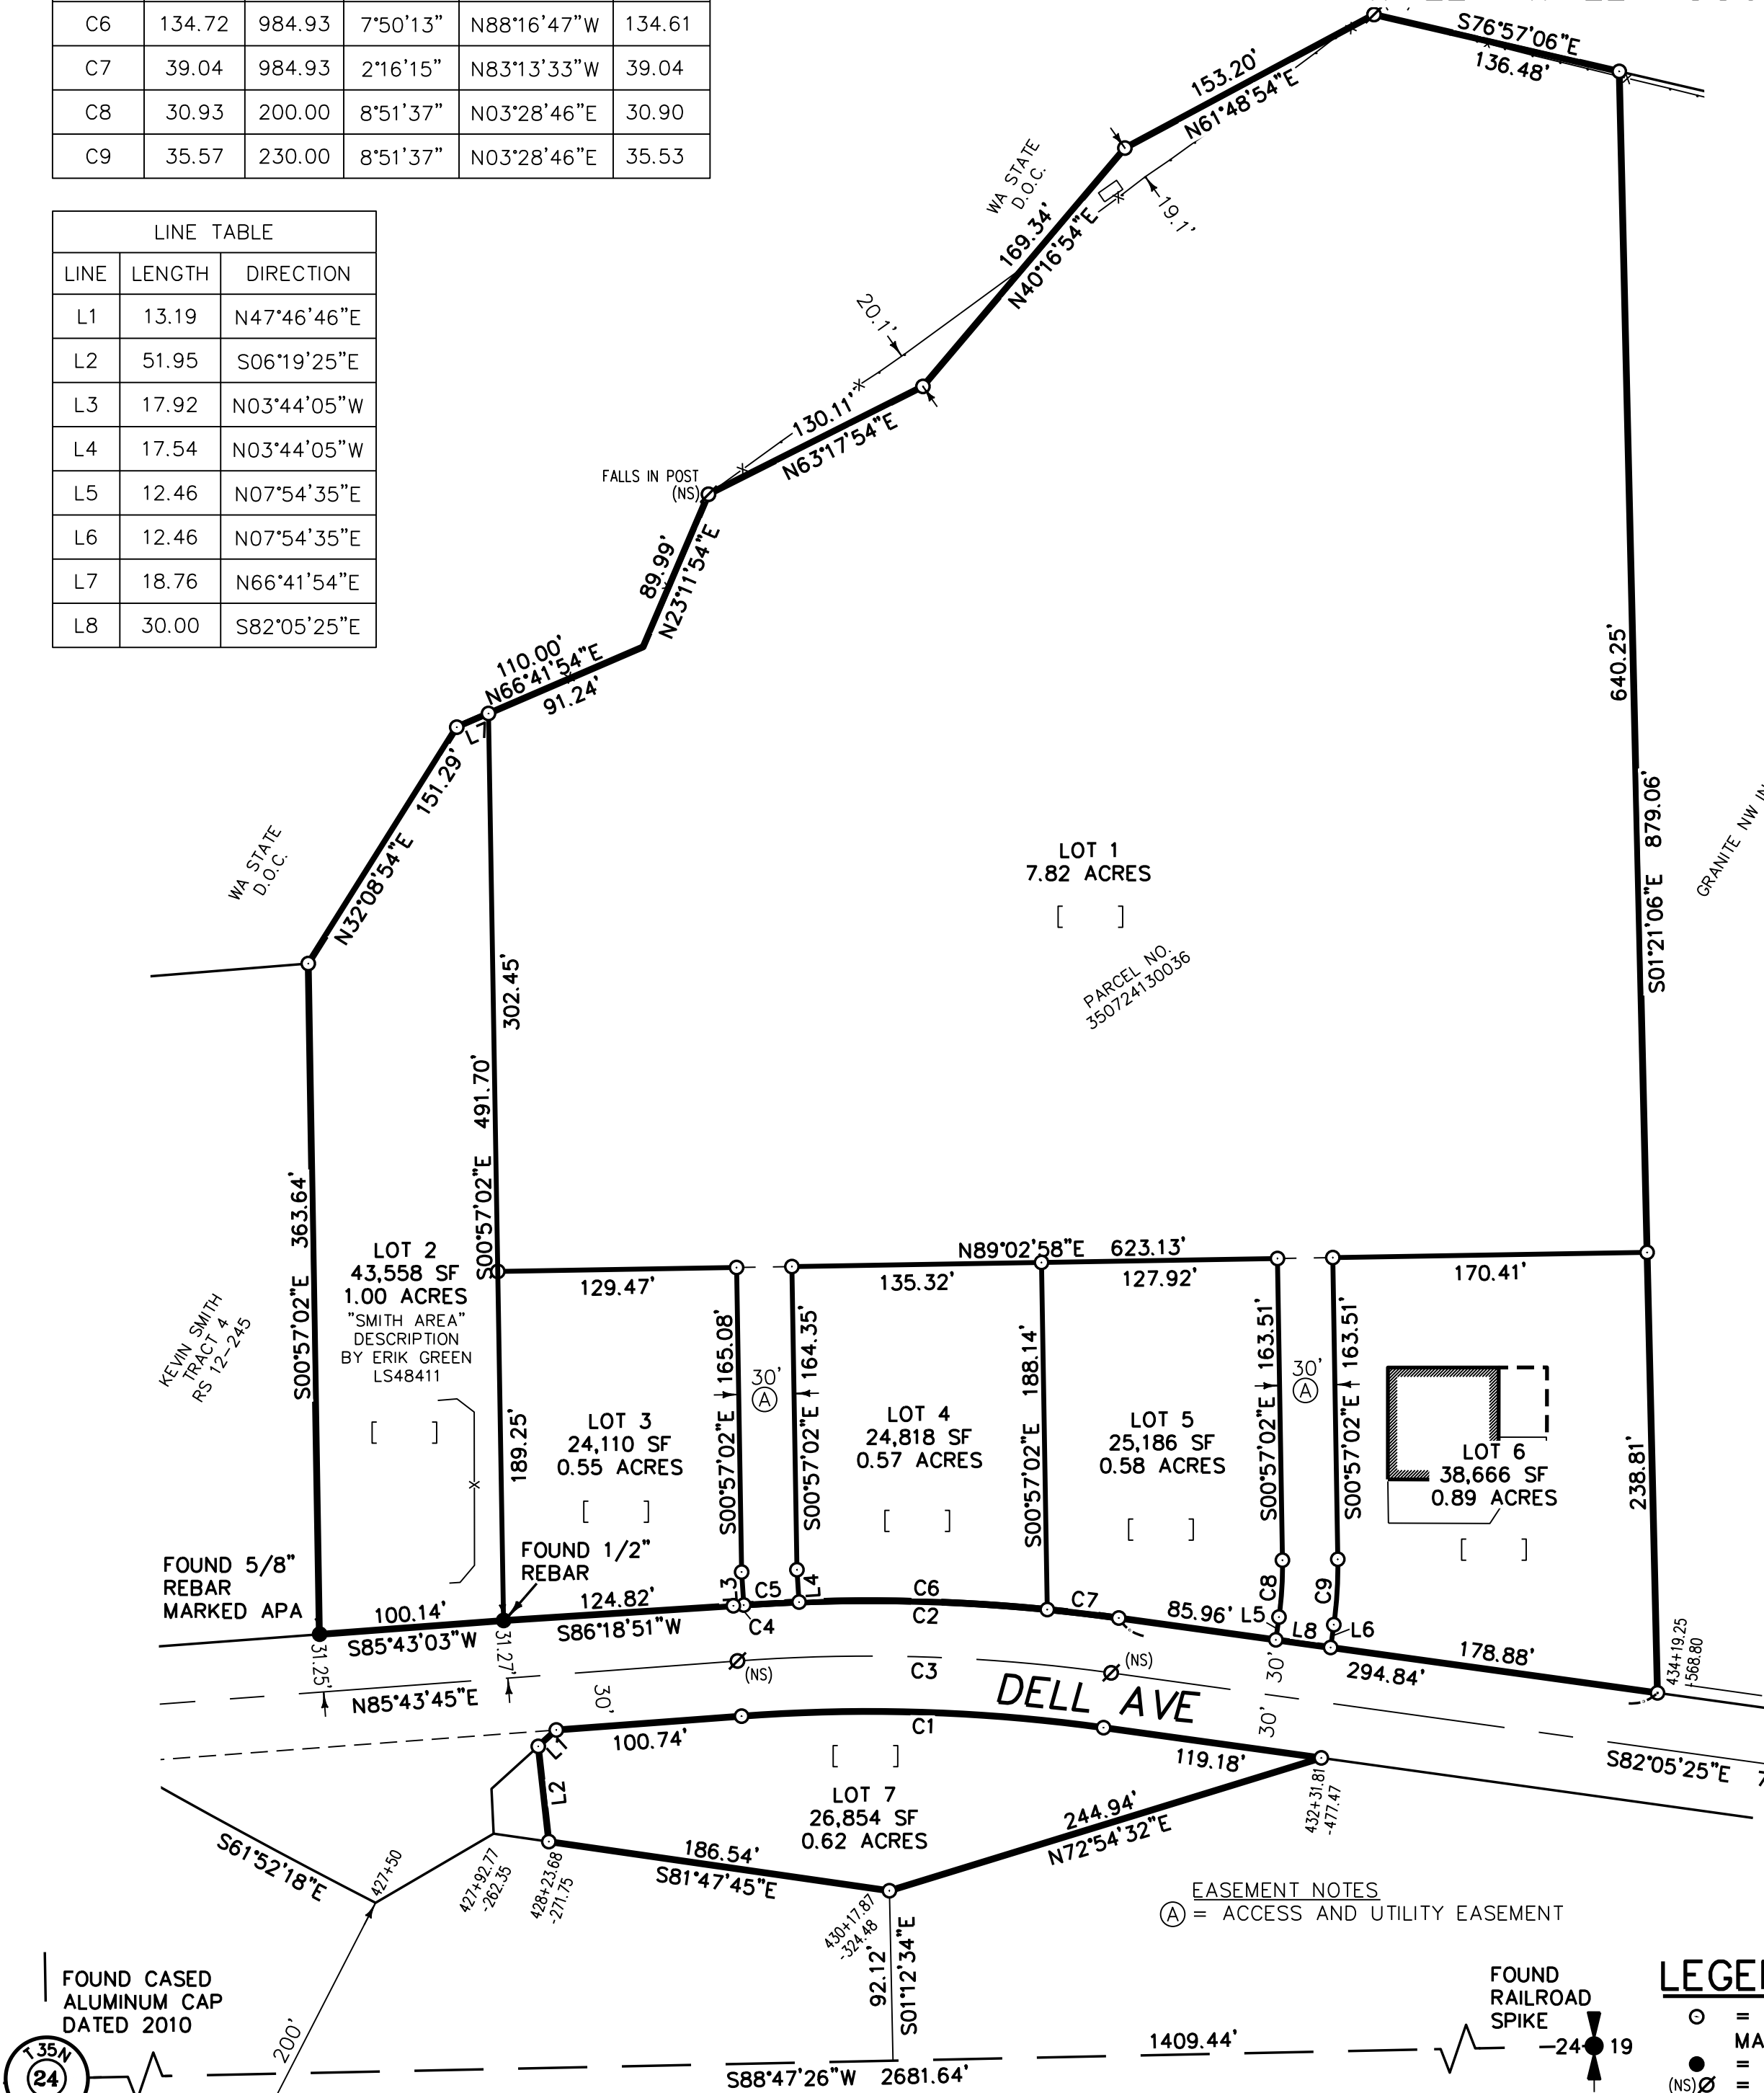 C6 134.72 984.93 7°50'13" N88°16'47"W 134.61
C7 39.04 984.93 2°16'15" N83°13'33"W 39.04
C8 30.93 200.00 8°51'37" N03°28'46"E 30.90
C9 35.57 230.00 8°51'37" N03°28'46"E 35.53
LINE TABLE
LINE LENGTH DIRECTION
L1 13.19 N47°46'46"E
L2 51.95 S06°19'25"E
L3 17.92 N03°44'05"W
L4 17.54 N03°44'05"W
L5 12.46 N07°54'35"E
L6 12.46 N07°54'35"E
L7 18.76 N66°41'54"E
L8 30.00 S82°05'25"E
S76°57'06"E
136.48'
153.20'
N61°48'54"E
WA STATE
D.O.C.
169.34'
N40°16'54"E
19.1'
20.1'
130.11'
N63°17'54"E
FALLS IN POST
(NS)
89.99'
N23°11'54"E
110.00'
N66°41'54"E
91.24'
L7
151.29'
N32°08'54"E
WA STATE
D.O.C.
640.25'
879.06'
S01°21'06"E
GRANITE NW
LOT 1
7.82 ACRES
[ ]
PARCEL NO.
350724130036
302.45'
491.70'
S00°57'02"E
363.64'
S00°57'02"E
KEVIN SMITH
TRACT 4
RS 12-245
LOT 2
43,558 SF
1.00 ACRES
"SMITH AREA"
DESCRIPTION
BY ERIK GREEN
LS48411
[ ]
N89°02'58"E 623.13'
129.47'
135.32'
127.92'
170.41'
189.25'
LOT 3
24,110 SF
0.55 ACRES
[ ]
S00°57'02"E 165.08'
30'
A
S00°57'02"E 164.35'
LOT 4
24,818 SF
0.57 ACRES
[ ]
S00°57'02"E 188.14'
LOT 5
25,186 SF
0.58 ACRES
[ ]
S00°57'02"E 163.51'
30'
A
S00°57'02"E 163.51'
LOT 6
38,666 SF
0.89 ACRES
[ ]
238.81'
FOUND 5/8"
REBAR
MARKED APA
FOUND 1/2"
REBAR
100.14'
S85°43'03"W
124.82'
S86°18'51"W
L3
C5
L4
C4
C6
C2
C7
85.96'
C8
L5
L8
C9
L6
178.88'
294.84'
434+19.25
-568.80
31.25'
31.27'
N85°43'45"E
30'
(NS)
C3
(NS)
DELL AVE
30'
30'
S82°05'25"E
L1
100.74'
C1
119.18'
[ ]
LOT 7
26,854 SF
0.62 ACRES
L2
432+31.81
-477.47
244.94'
N72°54'32"E
186.54'
S81°47'45"E
S61°52'18"E
427+50
427+92.77
-262.35
428+23.68
-271.75
430+17.87
-324.48
92.12'
S01°12'34"E
EASEMENT NOTES
A = ACCESS AND UTILITY EASEMENT
FOUND CASED
ALUMINUM CAP
DATED 2010
T 35N
24
200'
S88°47'26"W 2681.64'
1409.44'
FOUND
RAILROAD
SPIKE
24 19
=
MA
=
(NS) =